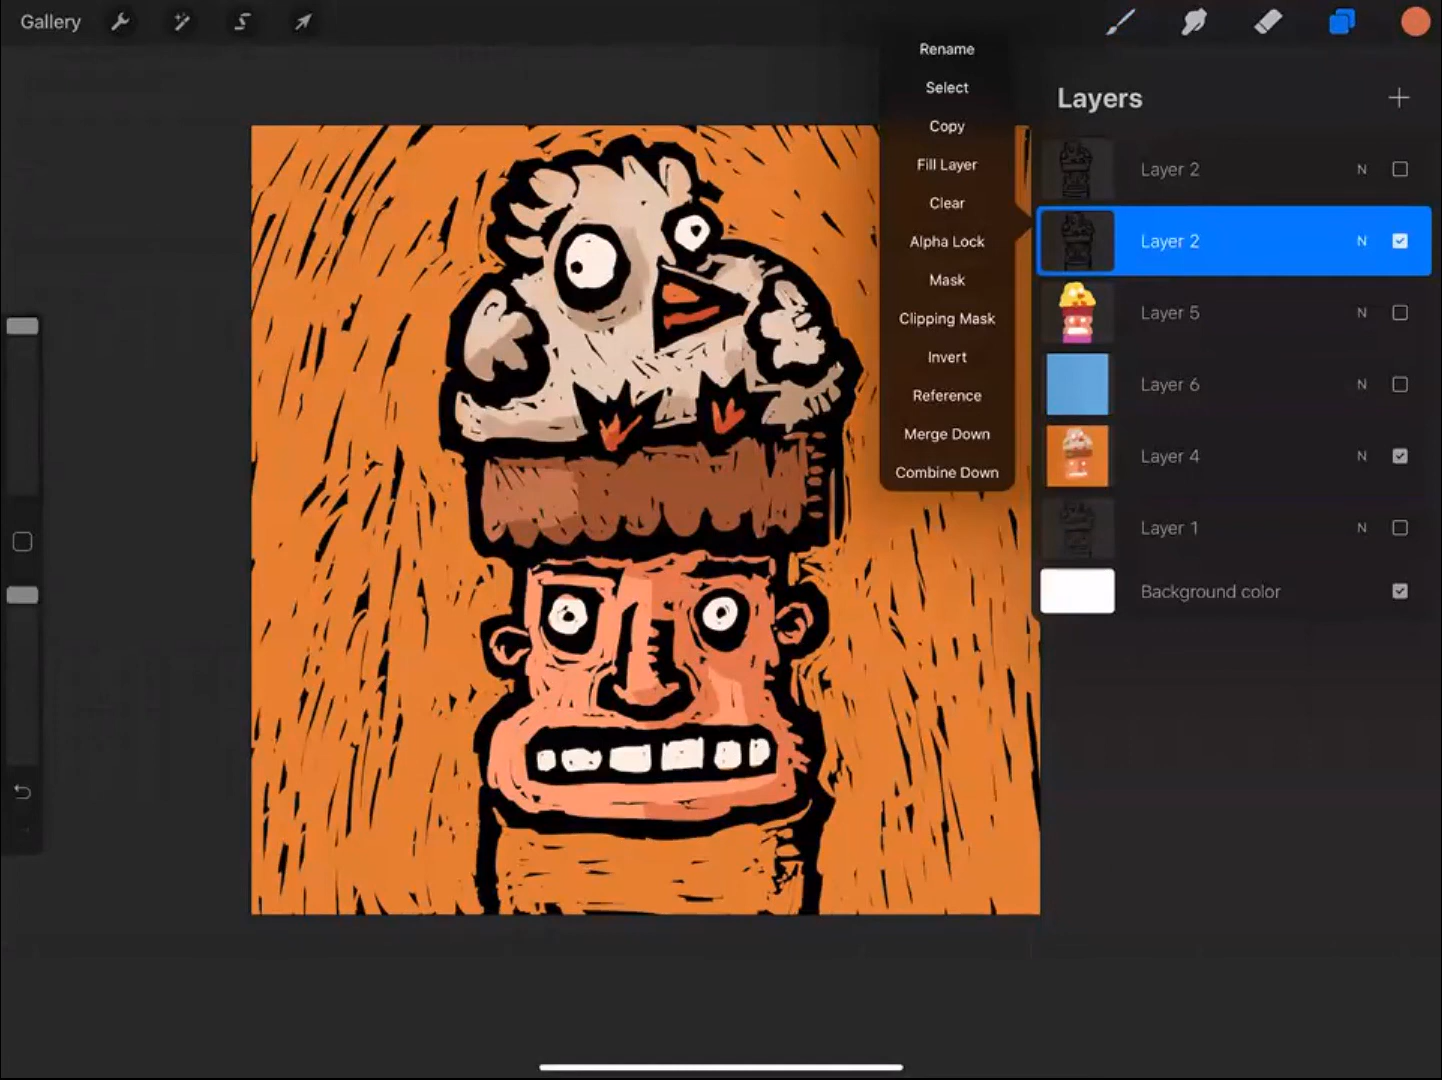 Gallery
Rename
Select
Copy
Fill Layer
Clear
Alpha Lock
Mask
Clipping Mask
Invert
Reference
Merge Down
Combine Down
Layers
Layer 2 N
Layer 2 N
Layer 5 N
Layer 6 N
Layer 4 N
Layer 1 N
Background color